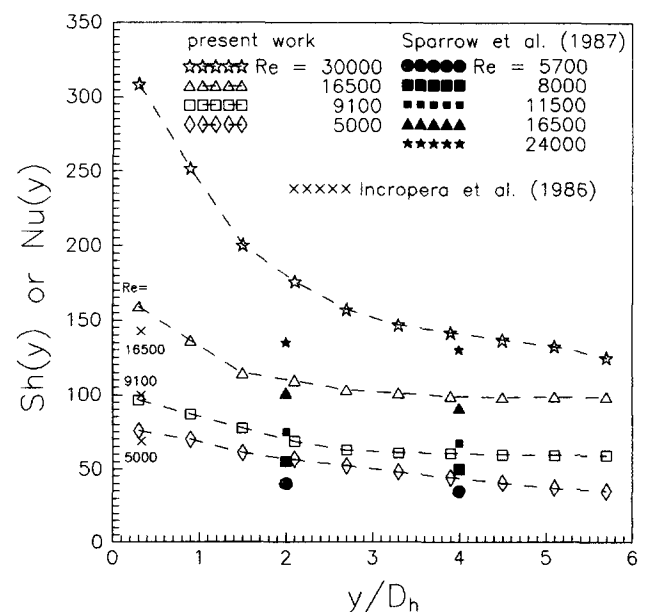 350
300
250
200
150
100
50
0
Sh(y) or Nu(y)
present work
Re = 30000
16500
9100
5000
Sparrow et al. (1987)
Re = 5700
8000
11500
16500
24000
Incropera et al. (1986)
Re=
16500
9100
5000
0 1 2 3 4 5 6
y/Dh